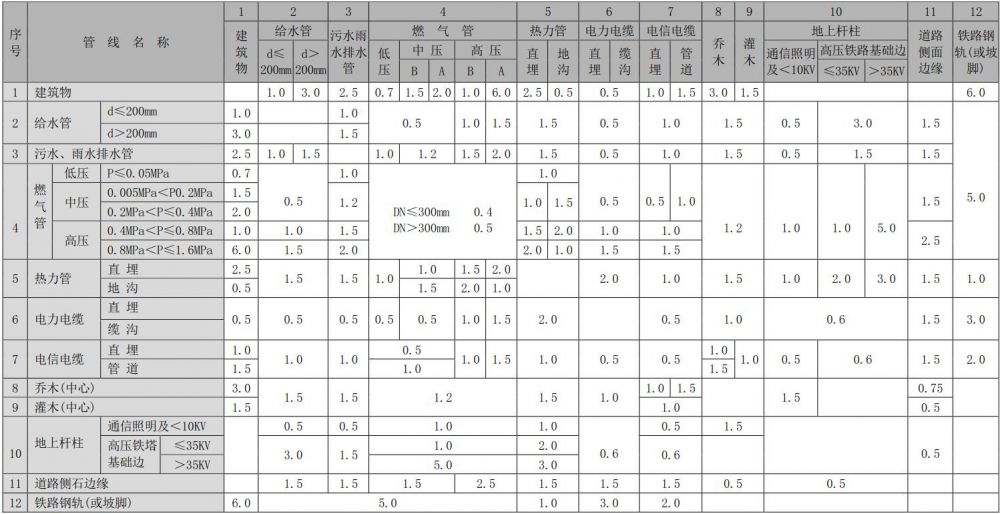 序号 管 线 名 称 1 2 3 4 5 6 7 8 9 10 11 12
建筑物 给水管 污水雨水排水管 燃 气 管 热力管 电力电缆 电信电缆 乔木 灌木 地上杆柱 道路侧面边缘 铁路钢轨(或坡脚)
d≤200mm d>200mm 低压 中 压 高 压 直埋 地沟 直埋 缆沟 直埋 管道 通信照明及<10KV 高压铁路基础边
B A B A ≤35KV >35KV
1 建筑物 1.0 3.0 2.5 0.7 1.5 2.0 1.0 6.0 2.5 0.5 0.5 1.0 1.5 3.0 1.5 6.0
2 给水管 d≤200mm 1.0 1.0 0.5 1.0 1.5 1.5 0.5 1.0 1.5 0.5 3.0 1.5
d>200mm 3.0 1.5
3 污水、雨水排水管 2.5 1.0 1.5 1.0 1.2 1.5 2.0 1.5 0.5 1.0 1.5 0.5 1.5 1.5
5.0
4 燃气管 低压 P≤0.05MPa 0.7 0.5 1.0 DN≤300mm 0.4 1.0 0.5 0.5 1.0 1.2 1.0 1.0 5.0 1.5
DN>300mm 0.5
中压 0.005MPa<P0.2MPa 1.5 1.2 1.0 1.5
0.2MPa<P≤0.4MPa 2.0
高压 0.4MPa<P≤0.8MPa 1.0 1.0 1.5 1.5 2.0 1.0 1.0 2.5
0.8MPa<P≤1.6MPa 6.0 1.5 2.0 2.0 1.0 1.5 1.5
5 热力管 直 埋 2.5 1.5 1.5 1.0 1.0 1.5 2.0 2.0 1.0 1.5 1.0 2.0 3.0 1.5 1.0
地 沟 0.5 1.5 2.0 1.0
6 电力电缆 直 埋 0.5 0.5 0.5 0.5 0.5 1.0 1.5 2.0 0.5 1.0 0.6 1.5 3.0
缆 沟
7 电信电缆 直 埋 1.0 1.0 1.0 0.5 1.0 1.5 1.0 0.5 0.5 1.0 1.0 0.5 0.6 1.5 2.0
管 道 1.5 1.0 1.5
8 乔木(中心) 3.0 1.5 1.5 1.2 1.5 1.0 1.0 1.5 1.5 0.75
9 灌木(中心) 1.5 1.0 0.5
10 地上杆柱 通信照明及<10KV 0.5 0.5 1.0 1.0 0.6 0.5 1.5 0.5
高压铁塔基础边 ≤35KV 3.0 1.5 1.0 2.0 0.6
>35KV 5.0 3.0
11 道路侧石边缘 1.5 1.5 1.5 2.5 1.5 1.5 1.5 0.5 0.5
12 铁路钢轨(或坡脚) 6.0 5.0 1.0 3.0 2.0